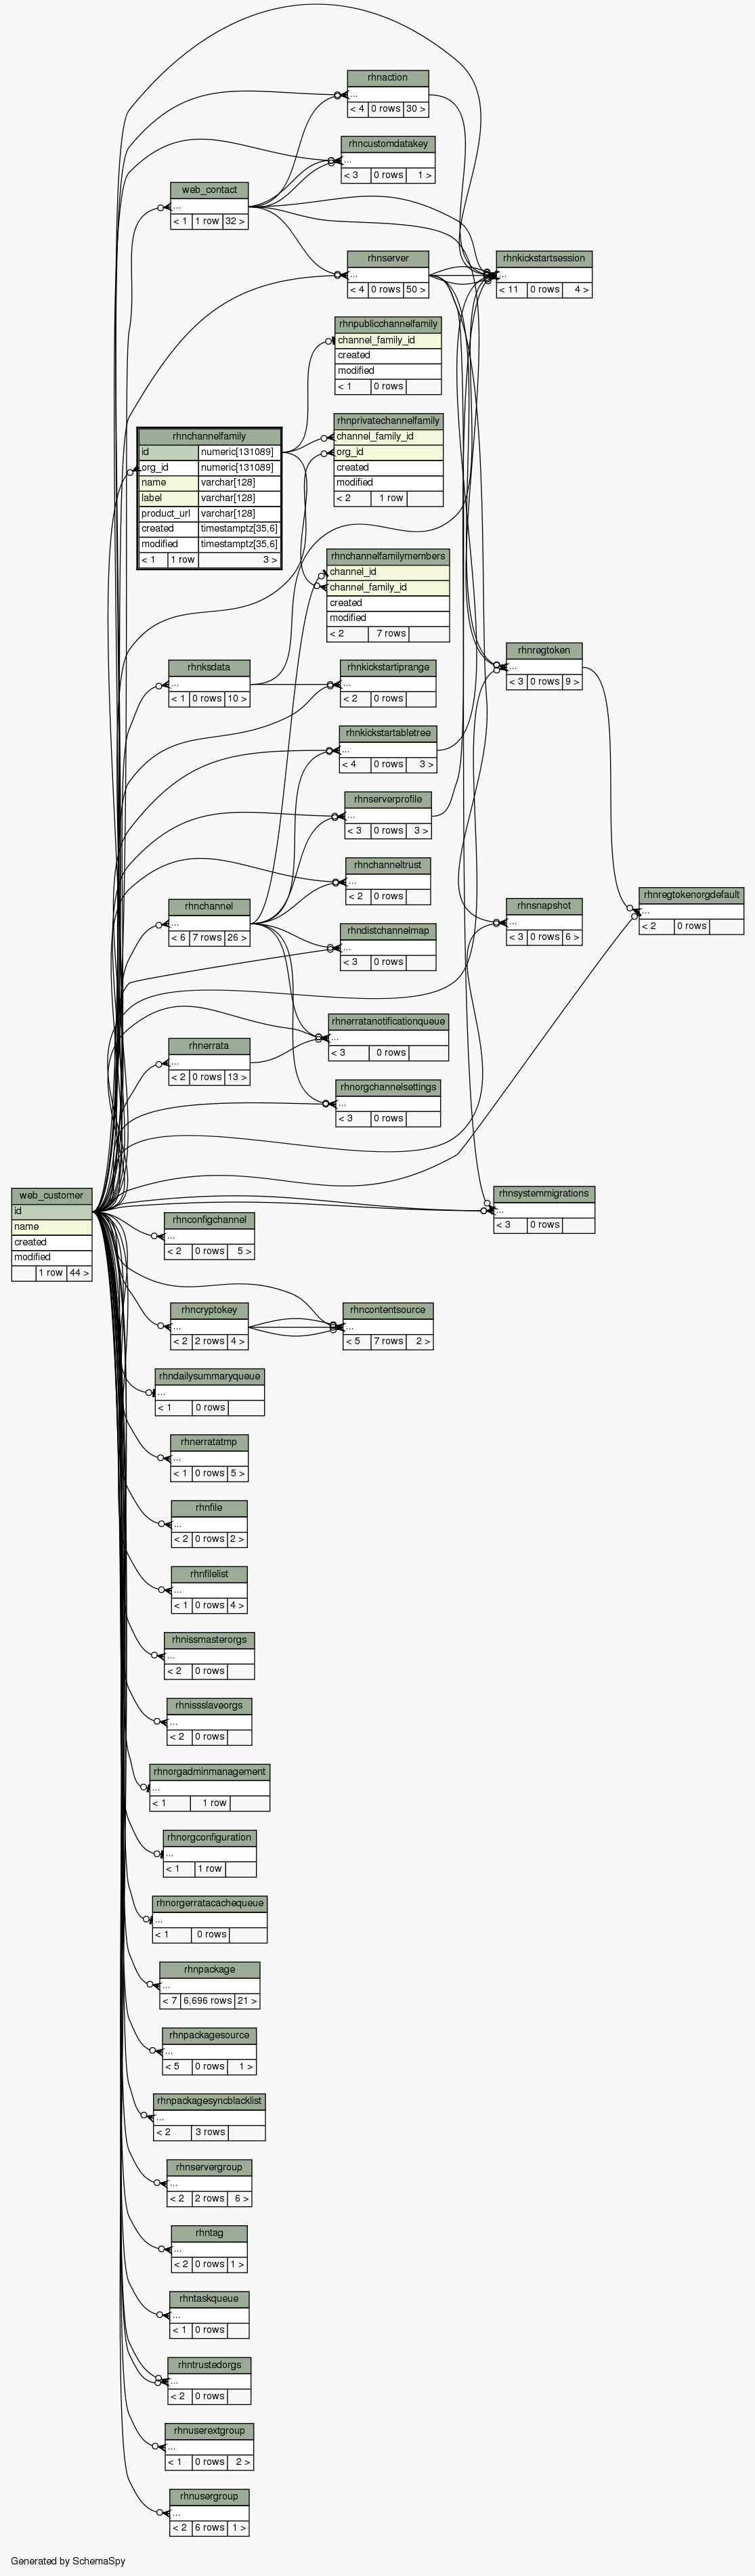 rhnaction
...
< 4 0 rows 30 >
rhncustomdatakey
...
< 3 0 rows 1 >
web_contact
...
< 1 1 row 32 >
rhnserver
...
< 4 0 rows 50 >
rhnkickstartsession
...
< 11 0 rows 4 >
rhnpublicchannelfamily
channel_family_id
created
modified
< 1 0 rows
rhnprivatechannelfamily
channel_family_id
org_id
created
modified
< 2 1 row
rhnchannelfamily
id numeric[131089]
org_id numeric[131089]
name varchar[128]
label varchar[128]
product_url varchar[128]
created timestamptz[35,6]
modified timestamptz[35,6]
< 1 1 row 3 >
rhnchannelfamilymembers
channel_id
channel_family_id
created
modified
< 2 7 rows
rhnregtoken
...
< 3 0 rows 9 >
rhnksdata
...
< 1 0 rows 10 >
rhnkickstartiprange
...
< 2 0 rows
rhnkickstartabletree
...
< 4 0 rows 3 >
rhnserverprofile
...
< 3 0 rows 3 >
rhnchanneltrust
...
< 2 0 rows
rhnregtokenorgdefault
...
< 2 0 rows
rhnchannel
...
< 6 7 rows 26 >
rhnsnapshot
...
< 3 0 rows 6 >
rhndistchannelmap
...
< 3 0 rows
rhnerratanotificationqueue
...
< 3 0 rows
rhnerrata
...
< 2 0 rows 13 >
rhnorgchannelsettings
...
< 3 0 rows
web_customer
id
name
created
modified
1 row 44 >
rhnsystemmigrations
...
< 3 0 rows
rhnconfigchannel
...
< 2 0 rows 5 >
rhncryptokey
...
< 2 2 rows 4 >
rhncontentsource
...
< 5 7 rows 2 >
rhndailysummaryqueue
...
< 1 0 rows
rhnerratatmp
...
< 1 0 rows 5 >
rhnfile
...
< 2 0 rows 2 >
rhnfilelist
...
< 1 0 rows 4 >
rhnissmasterorgs
...
< 2 0 rows
rhnissslaveorgs
...
< 2 0 rows
rhnorgadminmanagement
...
< 1 1 row
rhnorgconfiguration
...
< 1 1 row
rhnorgerratacachequeue
...
< 1 0 rows
rhnpackage
...
< 7 6,696 rows 21 >
rhnpackagesource
...
< 5 0 rows 1 >
rhnpackagesyncblacklist
...
< 2 3 rows
rhnservergroup
...
< 2 2 rows 6 >
rhntag
...
< 2 0 rows 1 >
rhntaskqueue
...
< 1 0 rows
rhntrustedorgs
...
< 2 0 rows
rhnuserextgroup
...
< 1 0 rows 2 >
rhnusergroup
...
< 2 6 rows 1 >
Generated by SchemaSpy